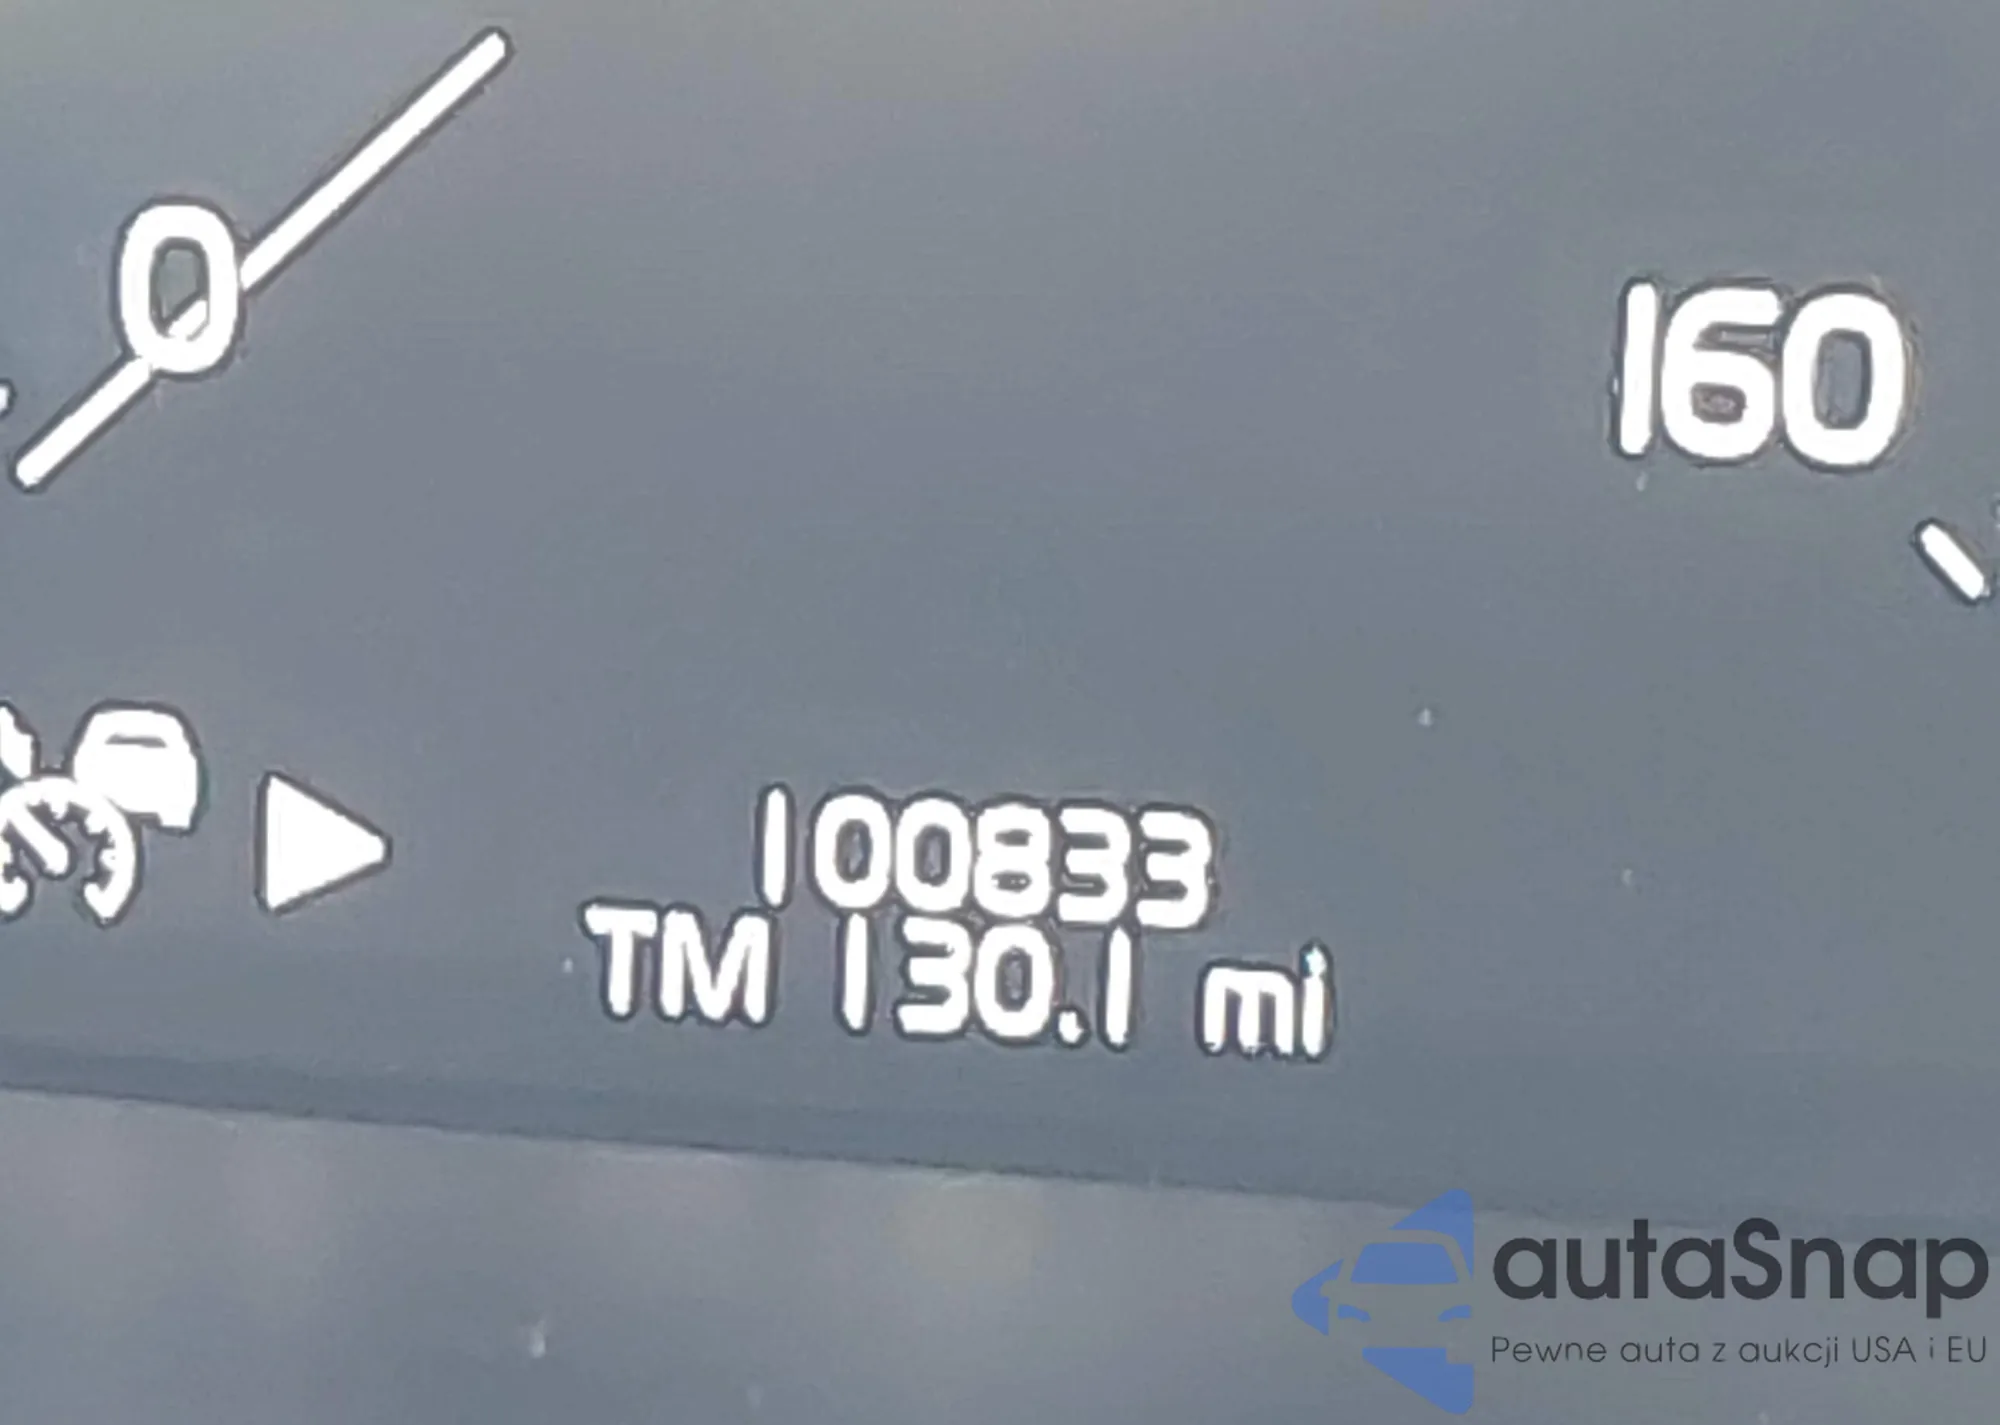 0
160
100833
TM 130.1 mi
autaSnap
Pewne auta z aukcji USA i EU